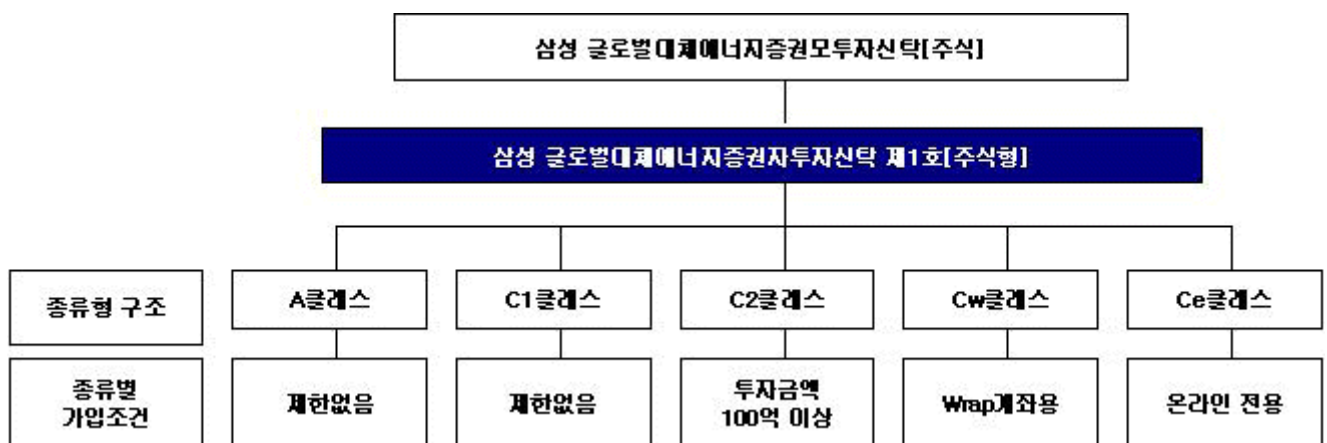 삼성 글로벌대체에너지증권모투자신탁[주식]
삼성 글로벌대체에너지증권자투자신탁 제1호[주식형]
종류형 구조
A클래스
C1클래스
C2클래스
Cw클래스
Ce클래스
종류별
가입조건
제한없음
제한없음
투자금액
100억 이상
Wrap계좌용
온라인 전용